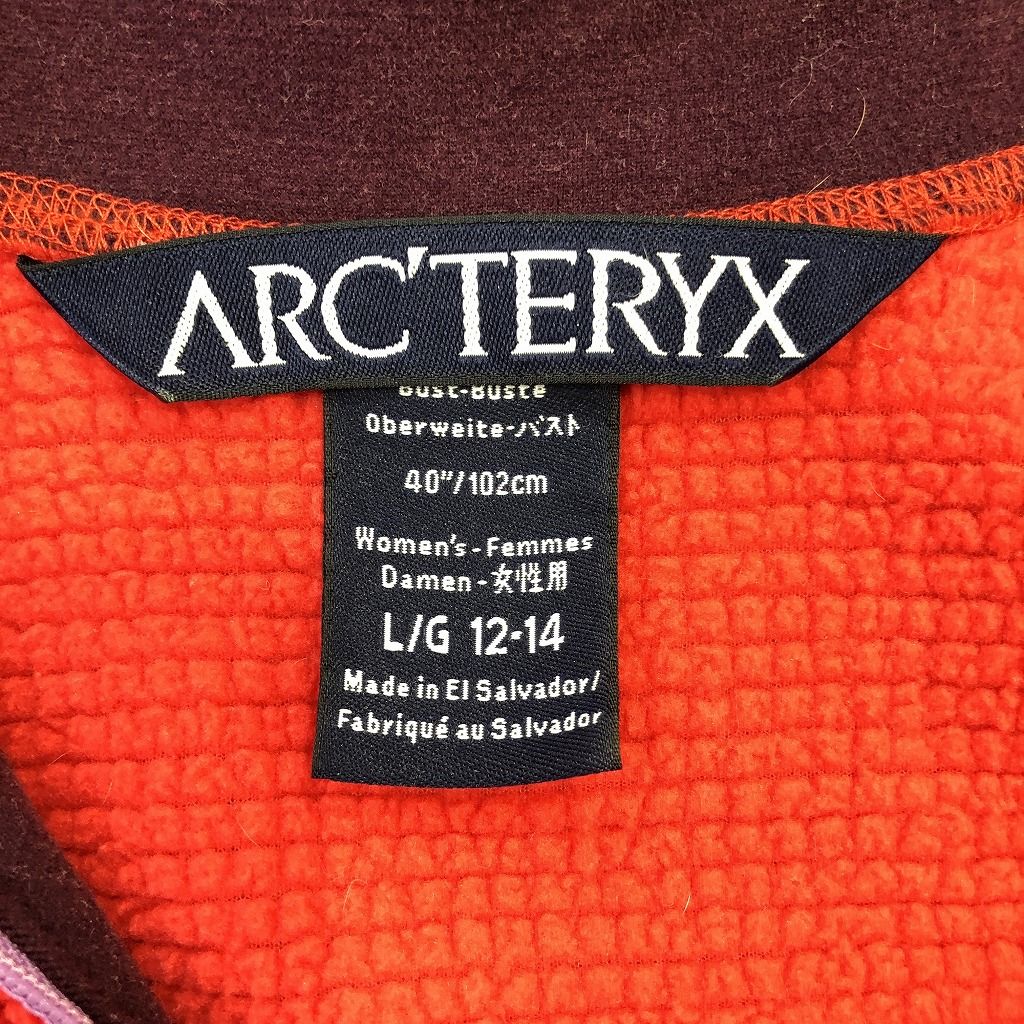 ARC'TERYX
Bust-Buste
Oberweite-バスト
40"/102cm
Women's - Femmes
Damen - 女性用
L/G 12-14
Made in El Salvador/
Fabriqué au Salvador